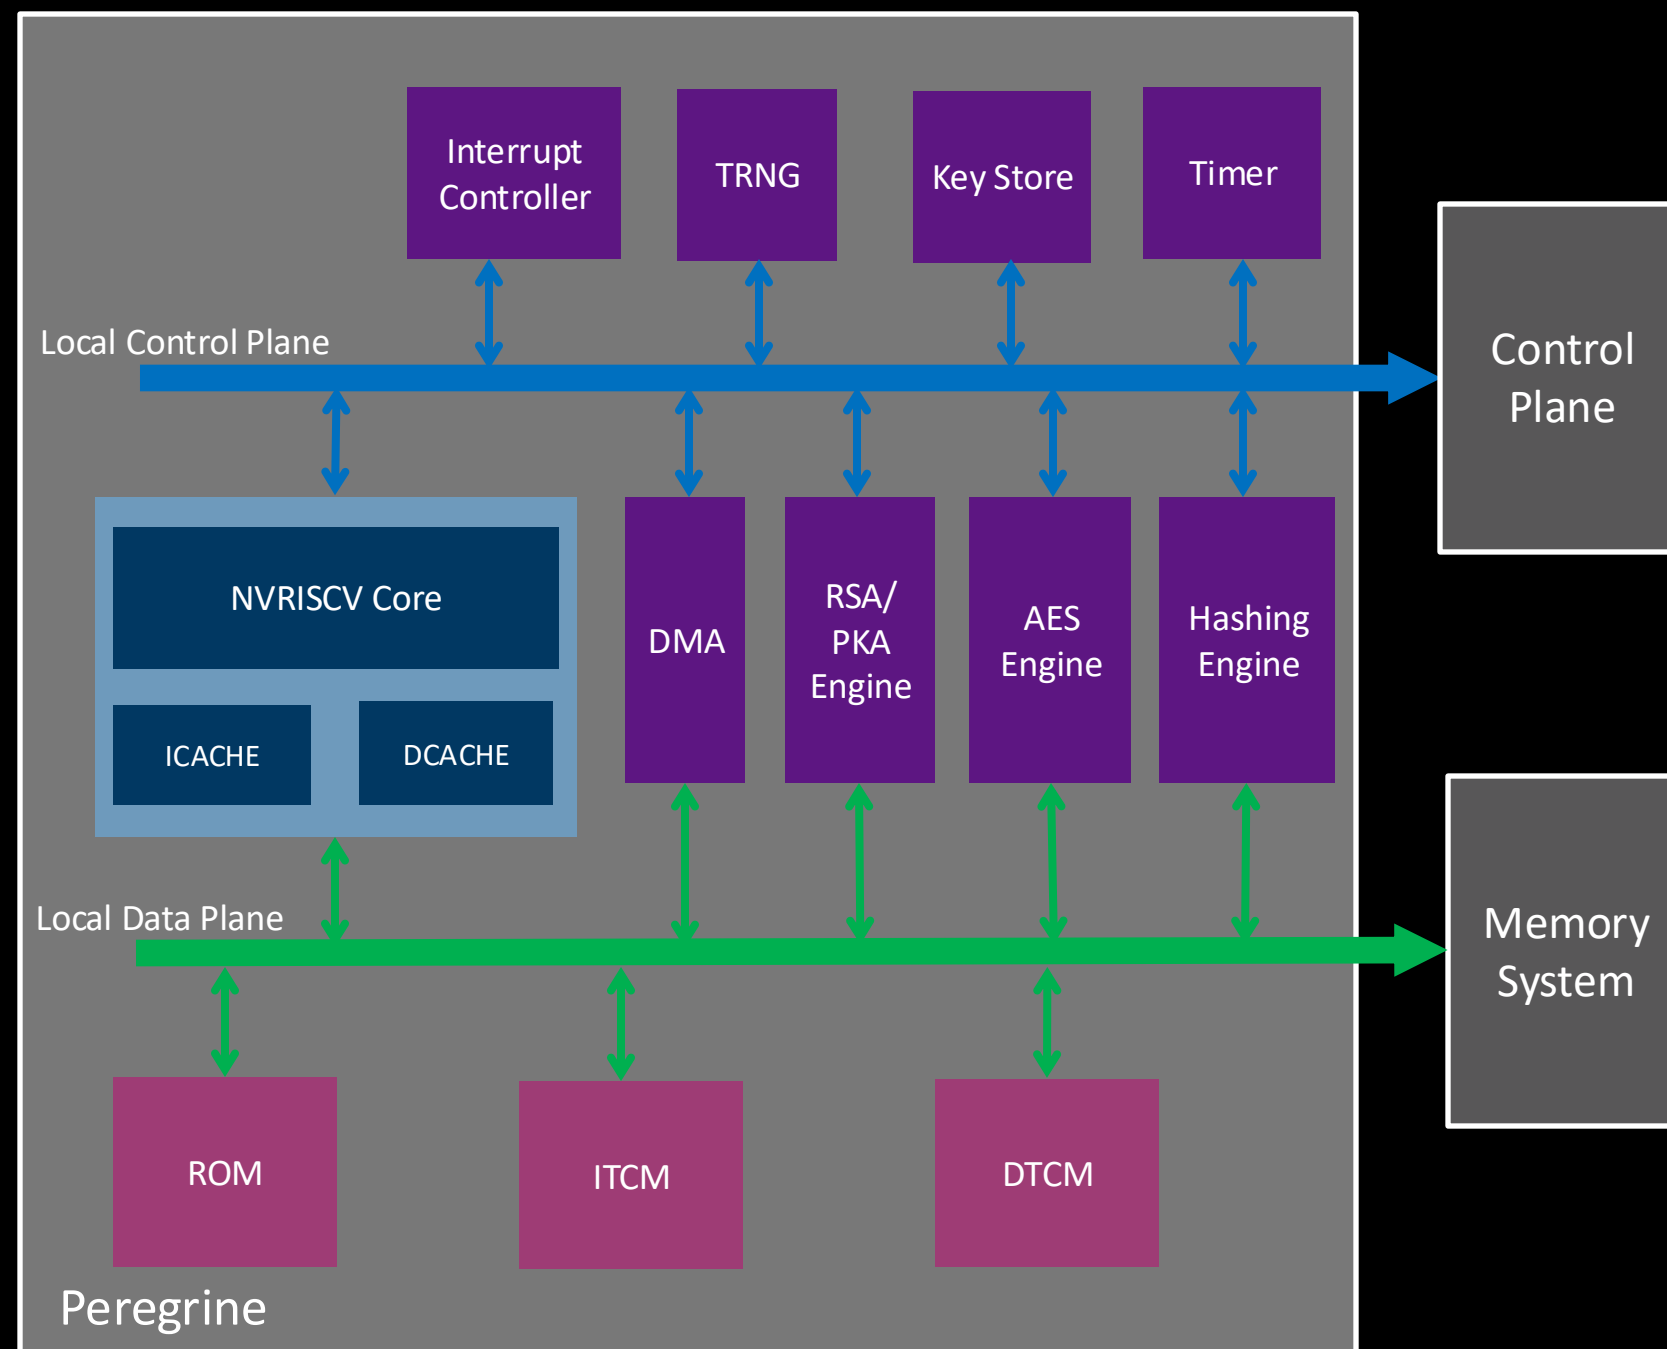 Interrupt
Controller
TRNG
Key Store
Timer
Local Control Plane
Control
Plane
NVRISCV Core
ICACHE
DCACHE
DMA
RSA/
PKA
Engine
AES
Engine
Hashing
Engine
Local Data Plane
Memory
System
ROM
ITCM
DTCM
Peregrine